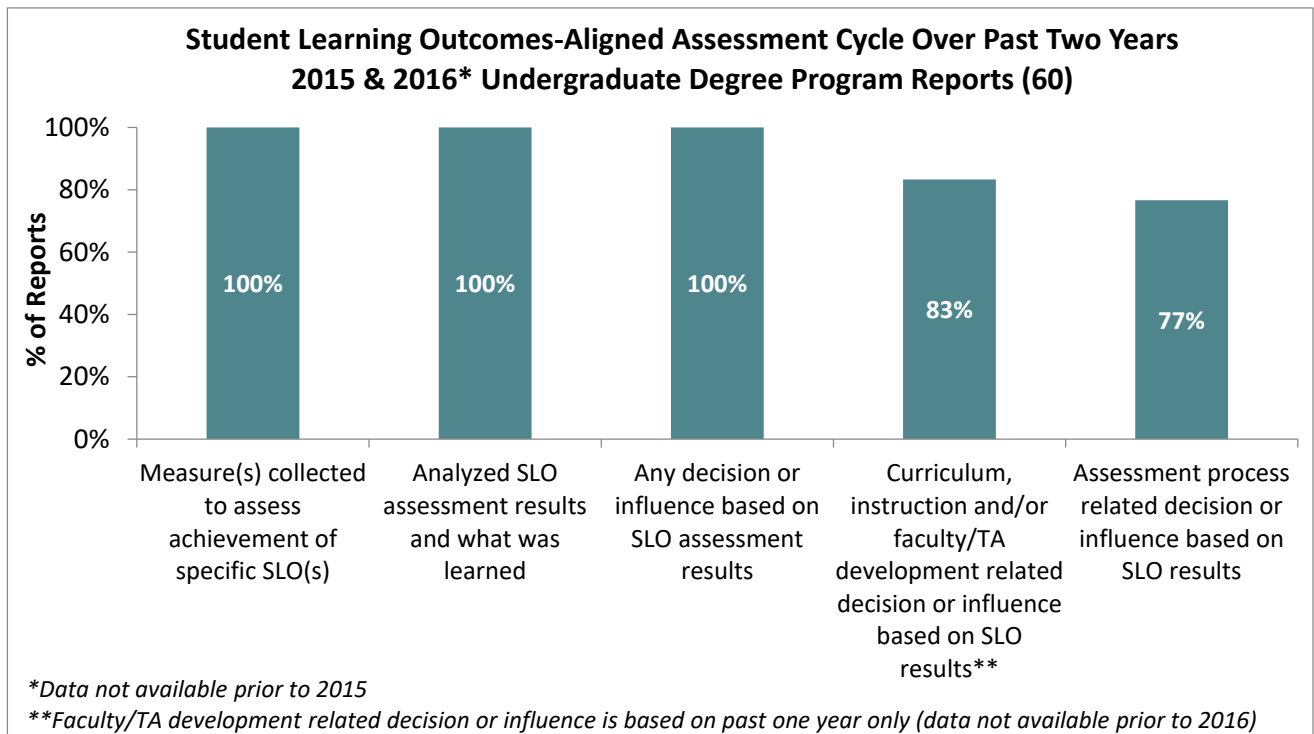 Student Learning Outcomes-Aligned Assessment Cycle Over Past Two Years
2015 & 2016* Undergraduate Degree Program Reports (60)
% of Reports
100%
80%
60%
40%
20%
0%
100%
100%
100%
83%
77%
Measure(s) collected
to assess
achievement of
specific SLO(s)
Analyzed SLO
assessment results
and what was
learned
Any decision or
influence based on
SLO assessment
results
Curriculum,
instruction and/or
faculty/TA
development related
decision or influence
based on SLO
results**
Assessment process
related decision or
influence based on
SLO results
*Data not available prior to 2015
**Faculty/TA development related decision or influence is based on past one year only (data not available prior to 2016)